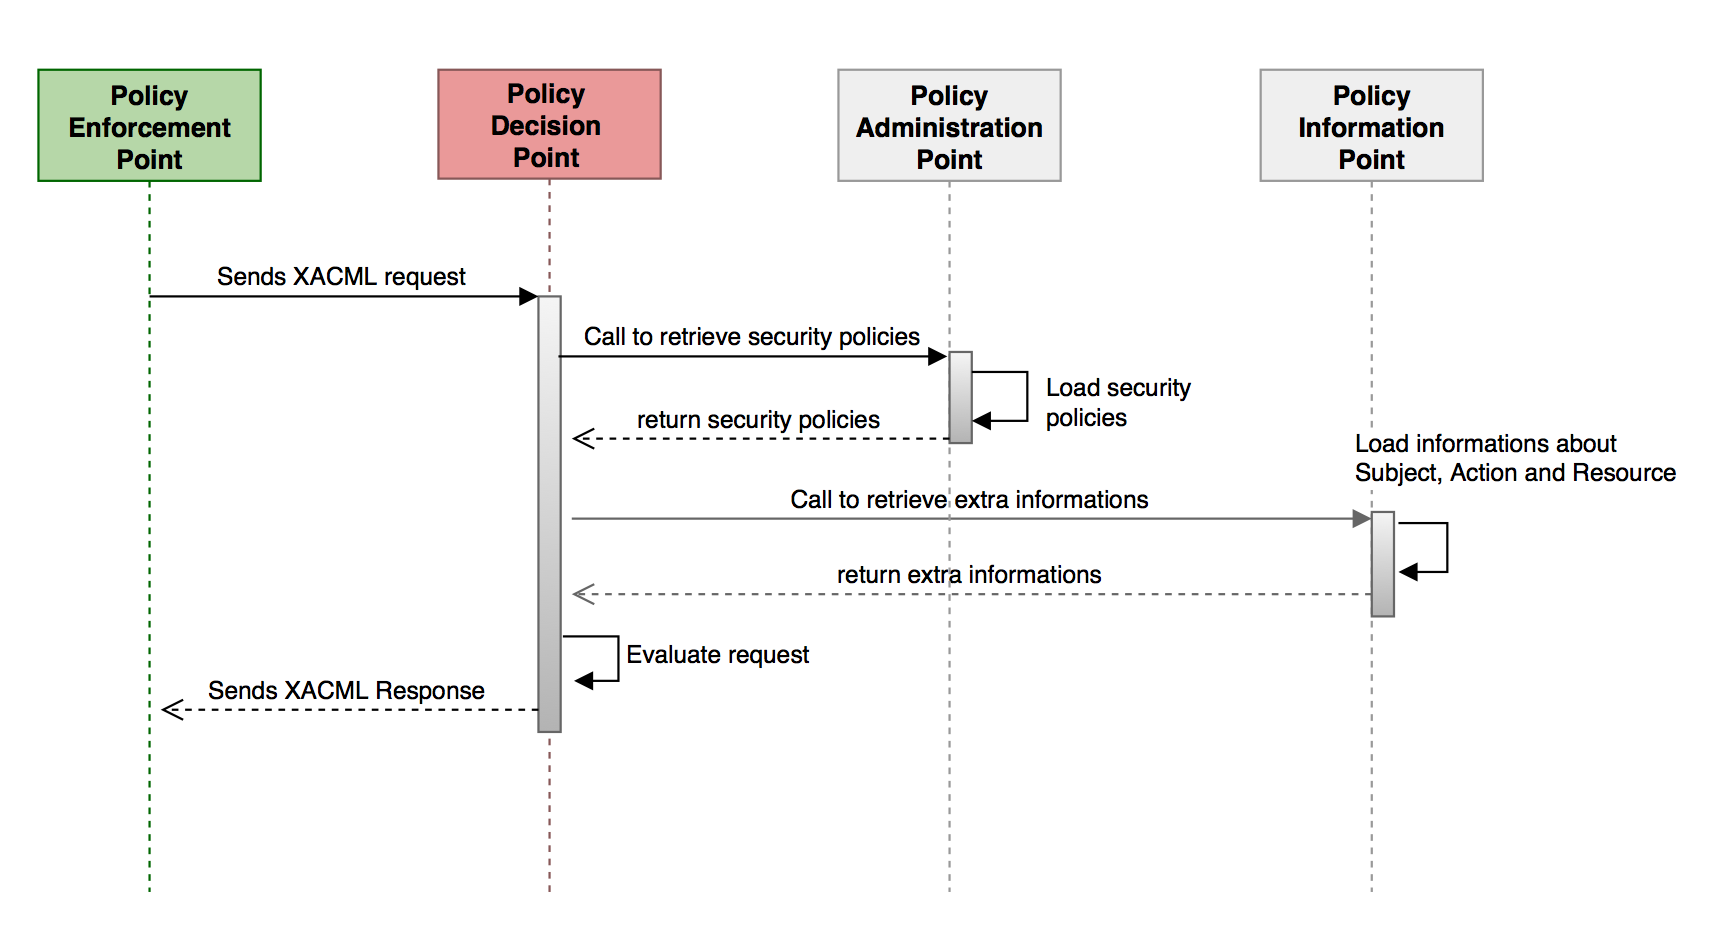 Policy
Enforcement
Point
Policy
Decision
Point
Policy
Administration
Point
Policy
Information
Point
Sends XACML request
Call to retrieve security policies
Load security
policies
return security policies
Load informations about
Subject, Action and Resource
Call to retrieve extra informations
return extra informations
Evaluate request
Sends XACML Response